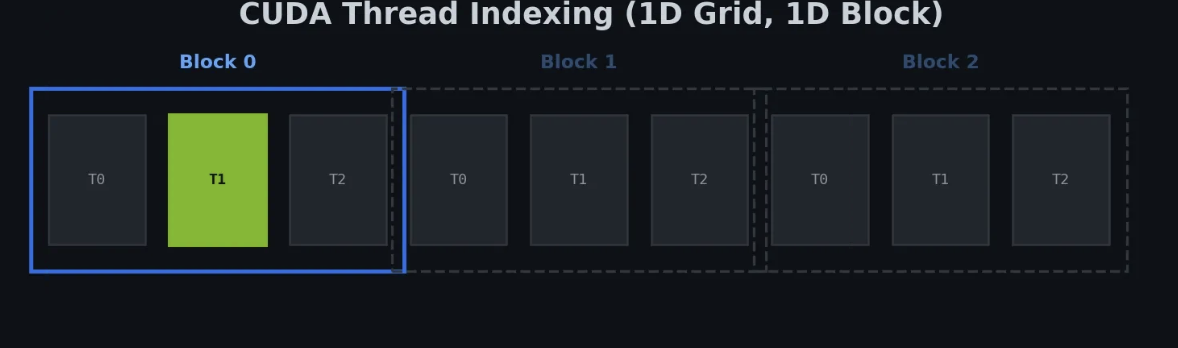 CUDA Thread Indexing (1D Grid, 1D Block)
Block 0 Block 1 Block 2
T0 T1 T2 T0 T1 T2 T0 T1 T2